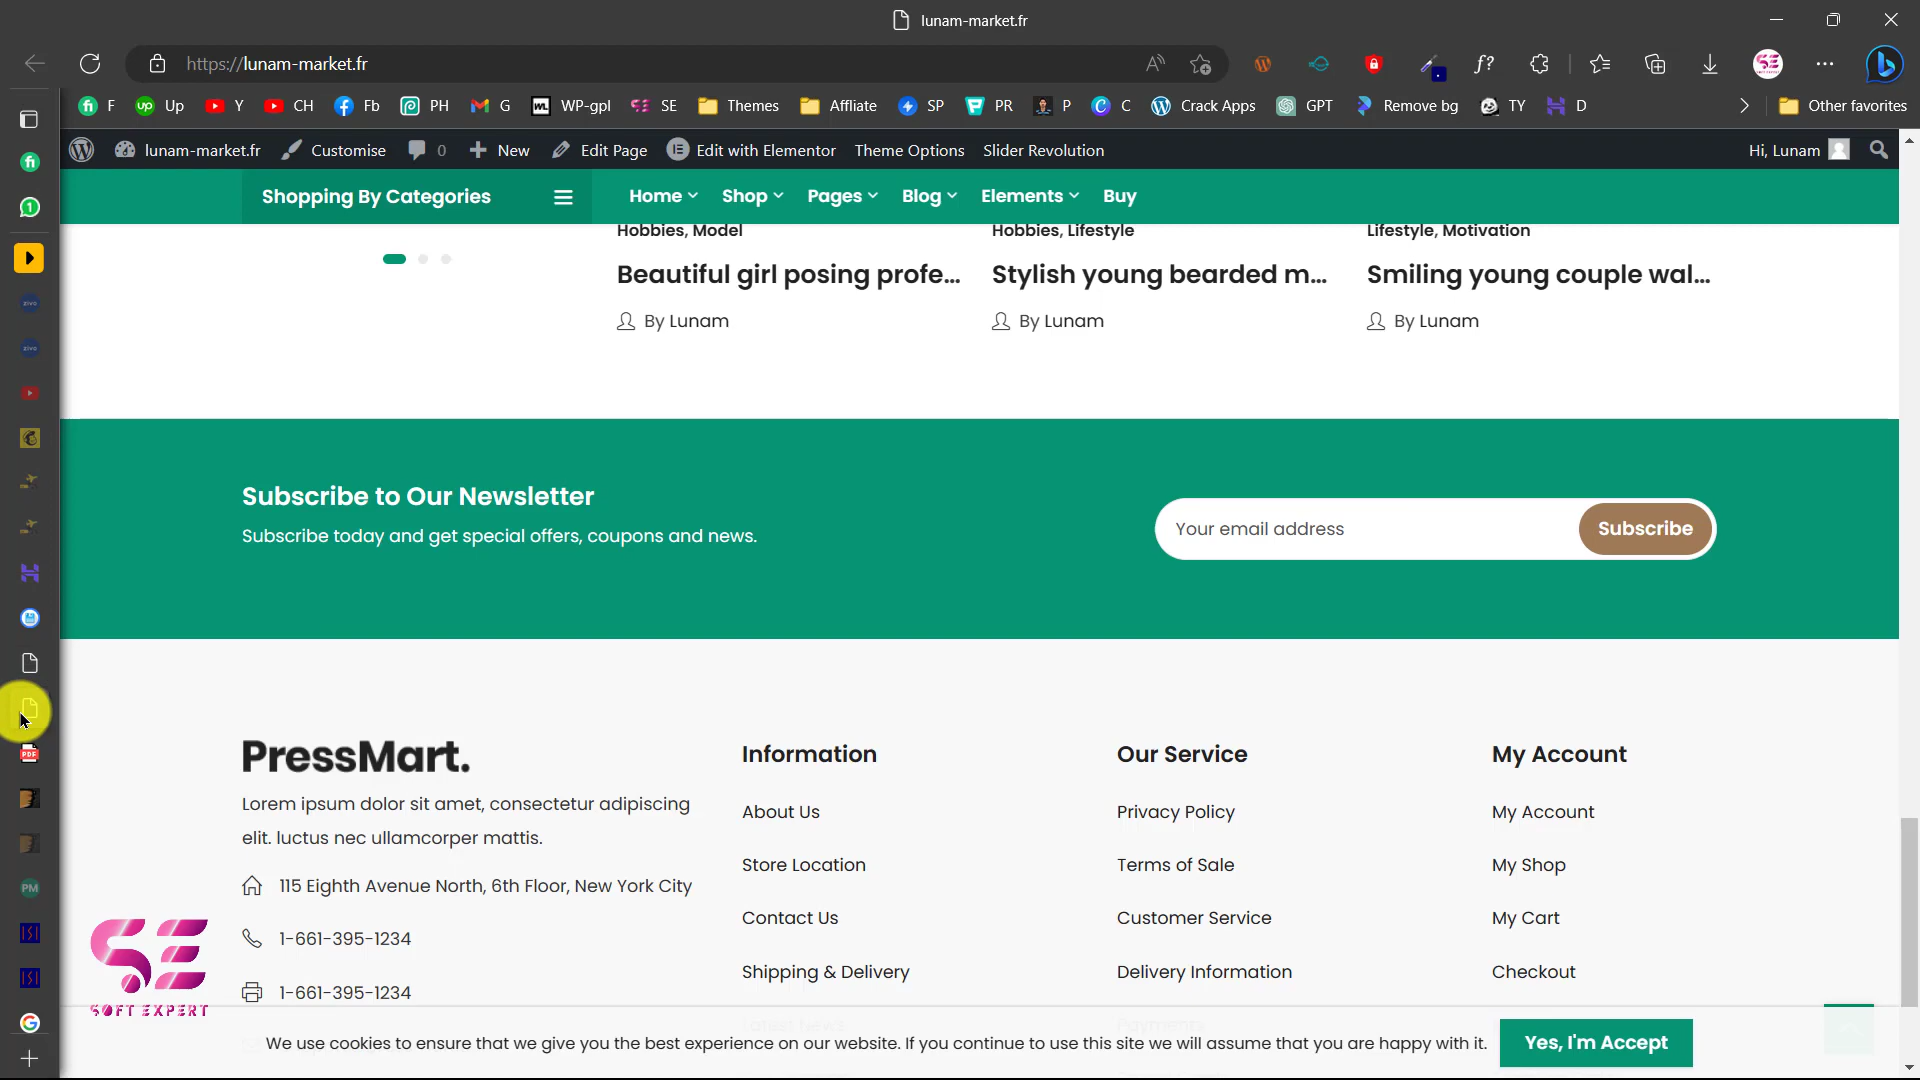 lunam-market.fr
https://lunam-market.fr
F Up Y CH Fb PH G WP-gpl SE Themes Affliate SP PR P C Crack Apps GPT Remove bg TY D Other favorites
lunam-market.fr Customise 0 New Edit Page Edit with Elementor Theme Options Slider Revolution Hi, Lunam
Shopping By Categories Home Shop Pages Blog Elements Buy
Hobbies, Model
Beautiful girl posing profe...
By Lunam
Hobbies, Lifestyle
Stylish young bearded m...
By Lunam
Lifestyle, Motivation
Smiling young couple wal...
By Lunam
Subscribe to Our Newsletter
Subscribe today and get special offers, coupons and news.
Your email address Subscribe
PressMart.
Lorem ipsum dolor sit amet, consectetur adipiscing
elit. luctus nec ullamcorper mattis.
115 Eighth Avenue North, 6th Floor, New York City
1-661-395-1234
1-661-395-1234
Information
About Us
Store Location
Contact Us
Shipping & Delivery
Latest News
Our Service
Privacy Policy
Terms of Sale
Customer Service
Delivery Information
Payments
My Account
My Account
My Shop
My Cart
Checkout
SE
SOFT EXPERT
We use cookies to ensure that we give you the best experience on our website. If you continue to use this site we will assume that you are happy with it. Yes, I'm Accept